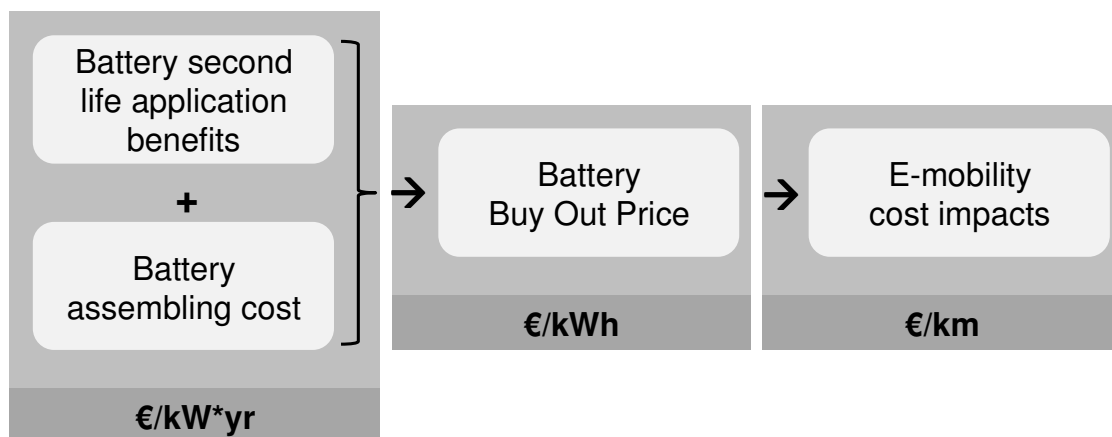 Battery second
life application
benefits
+
Battery
assembling cost
€/kW*yr
Battery
Buy Out Price
€/kWh
E-mobility
cost impacts
€/km